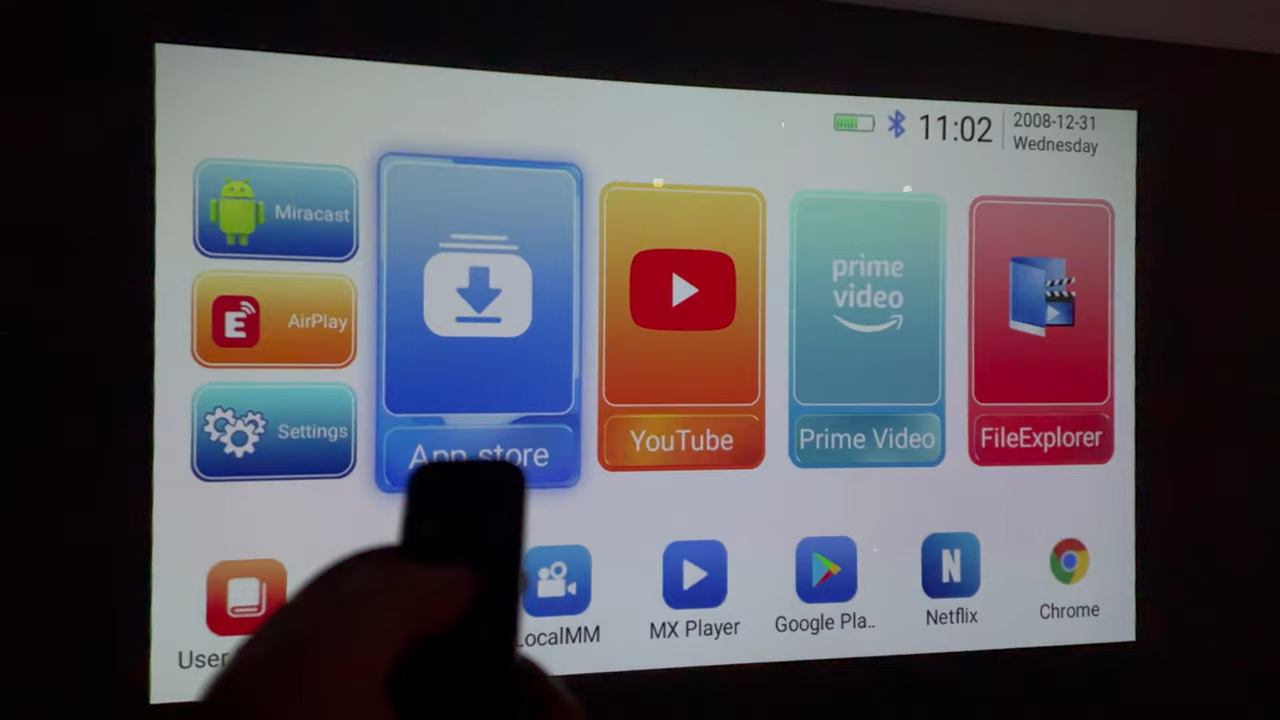 11:02
2008-12-31
Wednesday
Miracast
E AirPlay
Settings
App store
YouTube
prime
video
Prime Video
FileExplorer
User
LocalMM
MX Player
Google Pla..
N
Netflix
Chrome